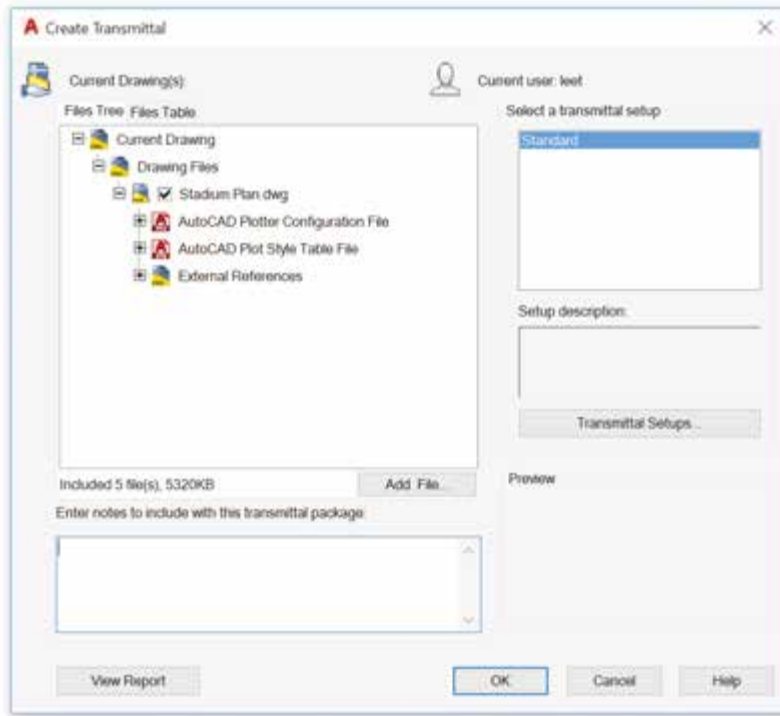 Create Transmittal
Current Drawing(s):
Current user: leet
Files Tree Files Table
Select a transmittal setup
Current Drawing
Standard
Drawing Files
Stadium Plan.dwg
AutoCAD Plotter Configuration File
AutoCAD Plot Style Table File
External References
Setup description:
Transmittal Setups...
Included 5 file(s), 5320KB
Add File...
Preview
Enter notes to include with this transmittal package:
View Report
OK
Cancel
Help